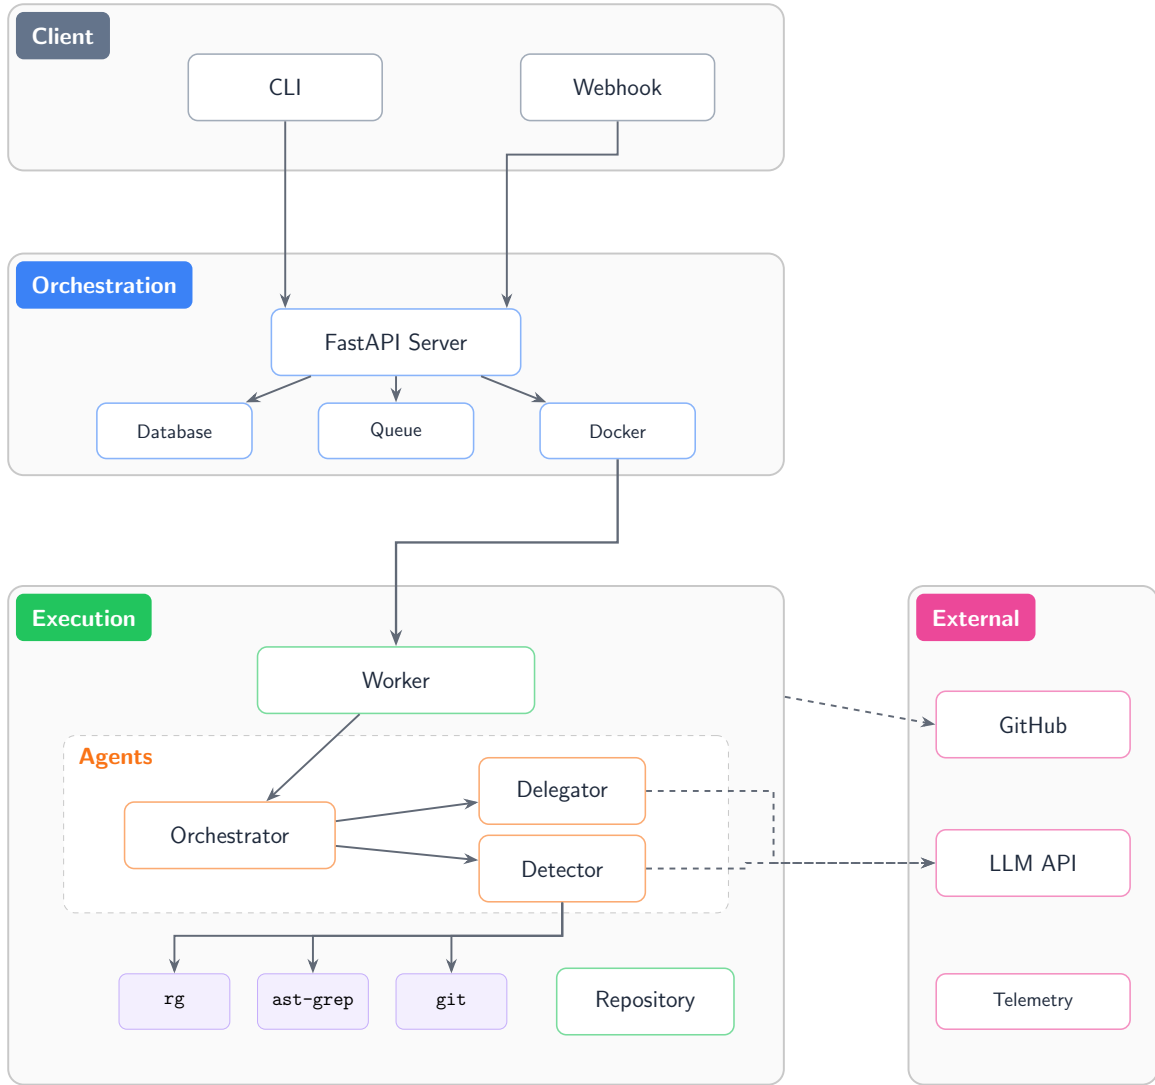 Client
CLI
Webhook
Orchestration
FastAPI Server
Database
Queue
Docker
Execution
External
Worker
GitHub
Agents
Delegator
Orchestrator
Detector
LLM API
rg
ast-grep
git
Repository
Telemetry